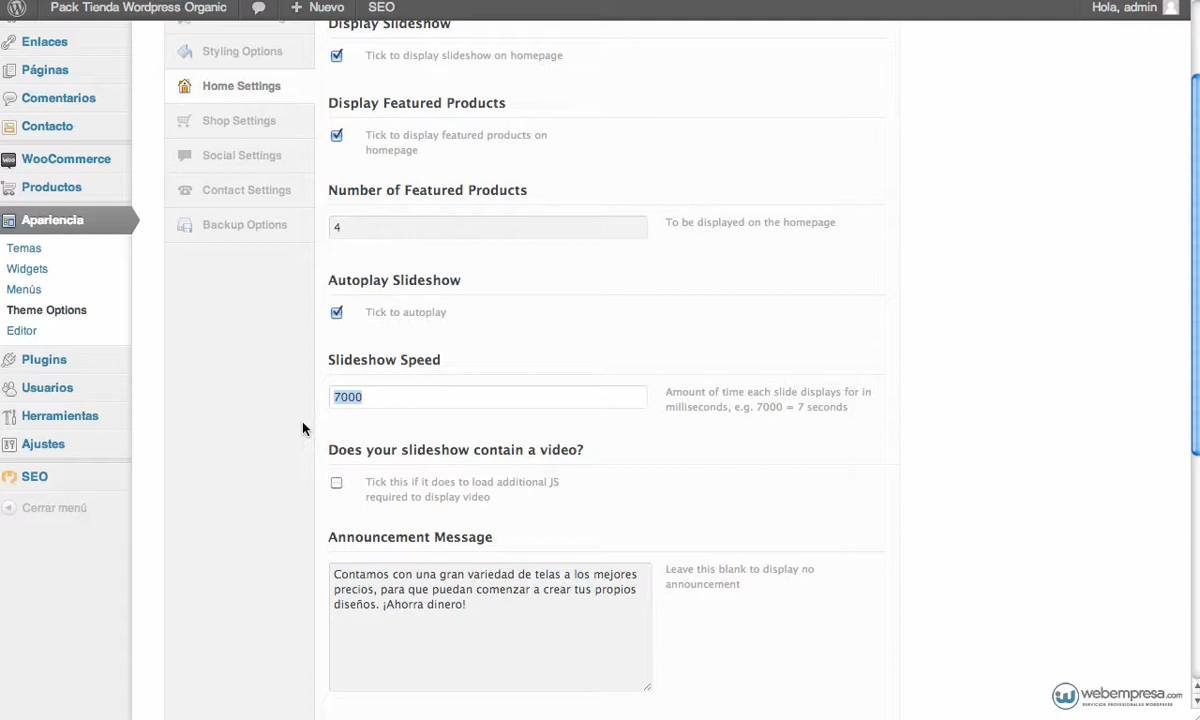 Pack Tienda Wordpress Organic
Nuevo
SEO
Hola, admin
Enlaces
Páginas
Comentarios
Contacto
WooCommerce
Productos
Apariencia
Temas
Widgets
Menús
Theme Options
Editor
Plugins
Usuarios
Herramientas
Ajustes
SEO
Cerrar menú
Styling Options
Home Settings
Shop Settings
Social Settings
Contact Settings
Backup Options
Display Slideshow
Tick to display slideshow on homepage
Display Featured Products
Tick to display featured products on
homepage
Number of Featured Products
4
To be displayed on the homepage
Autoplay Slideshow
Tick to autoplay
Slideshow Speed
7000
Amount of time each slide displays for in
milliseconds, e.g. 7000 = 7 seconds
Does your slideshow contain a video?
Tick this if it does to load additional JS
required to display video
Announcement Message
Contamos con una gran variedad de telas a los mejores
precios, para que puedan comenzar a crear tus propios
diseños. ¡Ahorra dinero!
Leave this blank to display no
announcement
webempresa.com
SERVICIOS PROFESIONALES WORDPRESS